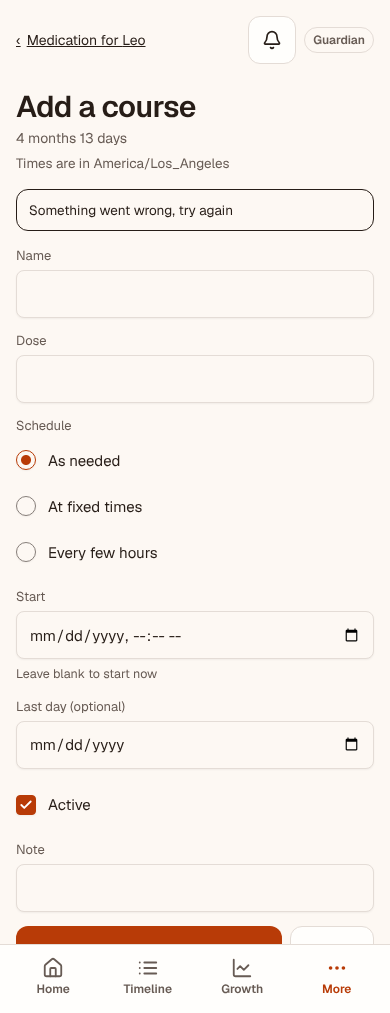 ‹ Medication for Leo
Guardian
Add a course
4 months 13 days
Times are in America/Los_Angeles
Something went wrong, try again
Name
Dose
Schedule
As needed
At fixed times
Every few hours
Start
mm/dd/yyyy, --:-- --
Leave blank to start now
Last day (optional)
mm/dd/yyyy
Active
Note
Home
Timeline
Growth
More